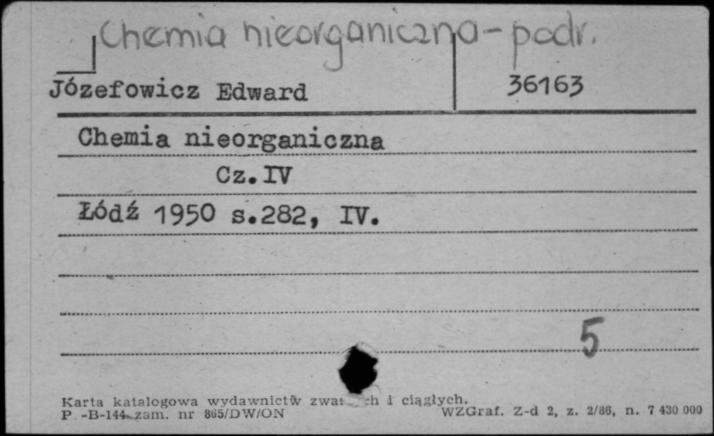 Chemia nieorganiczna - podr.
Józefowicz Edward 36163
Chemia nieorganiczna
Cz.IV
Łódź 1950 s.282, IV.
5
Karta katalogowa wydawnictw i ciągłych.
P -B-144 zam. nr 865/DW/ON WZGraf. Z-d 2, z. 2/86, n. 7 430 000